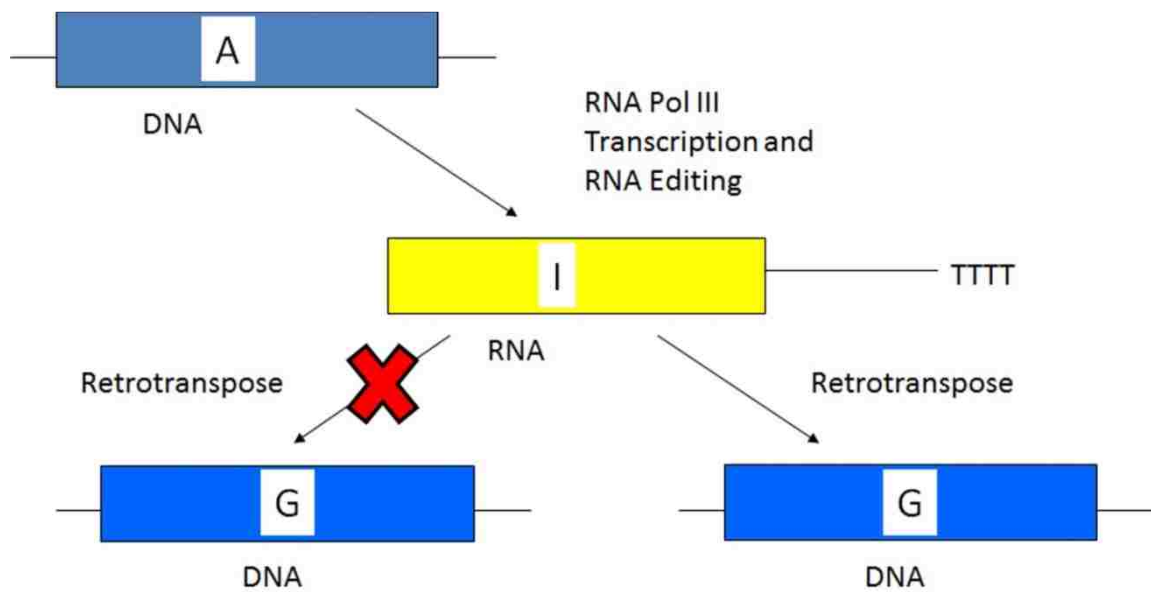 A
DNA
RNA Pol III
Transcription and
RNA Editing
I
TTTT
RNA
Retrotranspose
Retrotranspose
G
G
DNA
DNA